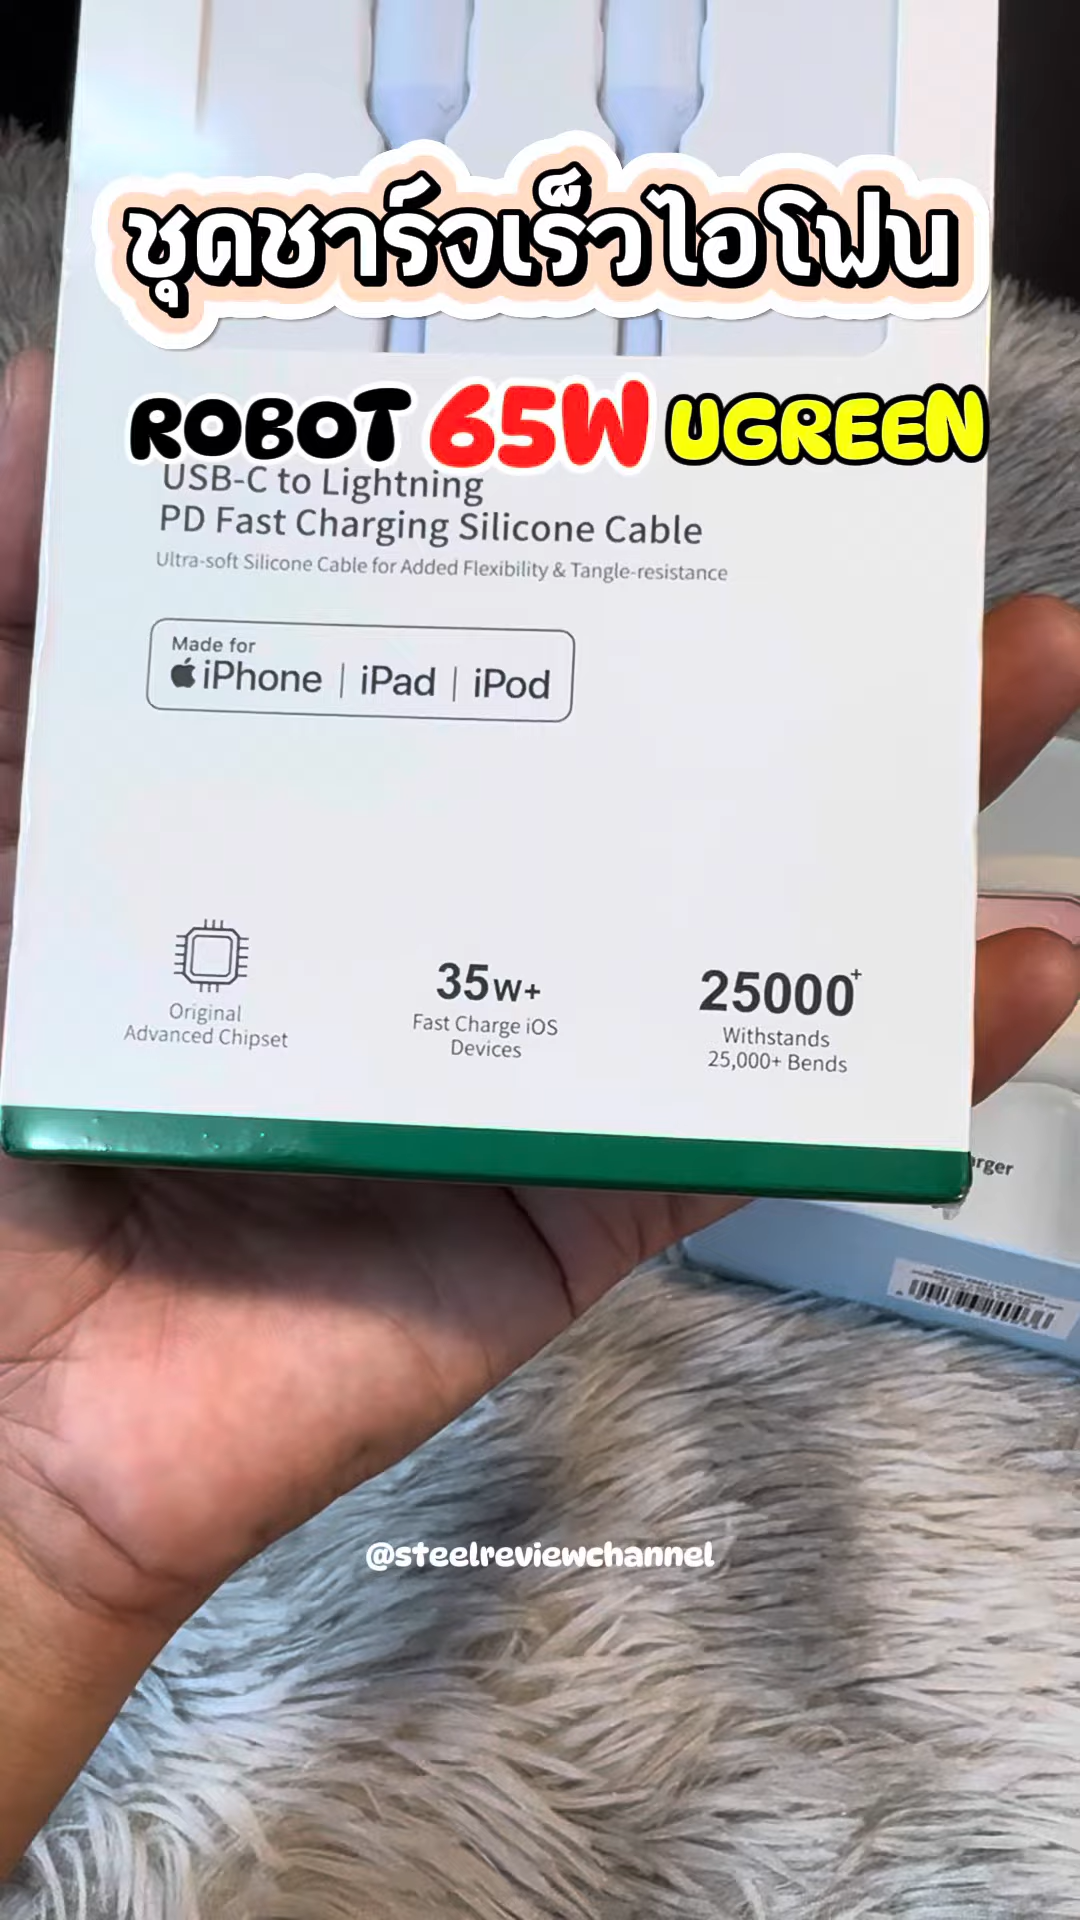 ชุดชาร์จเร็วไอโฟน
ROBOT 65W UGREEN
USB-C to Lightning
PD Fast Charging Silicone Cable
Ultra-soft Silicone Cable for Added Flexibility & Tangle-resistance
Made for
iPhone | iPad | iPod
Original
Advanced Chipset
35W+
Fast Charge iOS
Devices
25000+
Withstands
25,000+ Bends
arger
@steelreviewchannel